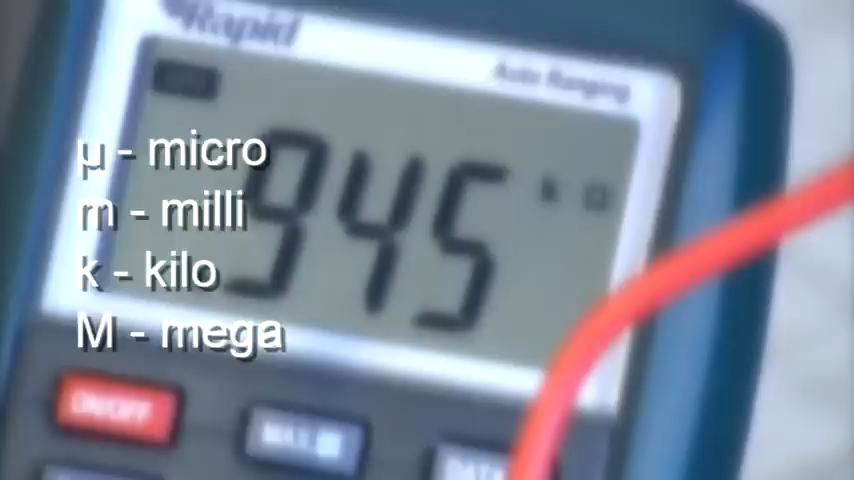 Rapid
Auto Ranging
945 k Ω
µ - micro
m - milli
k - kilo
M - mega
ON/OFF